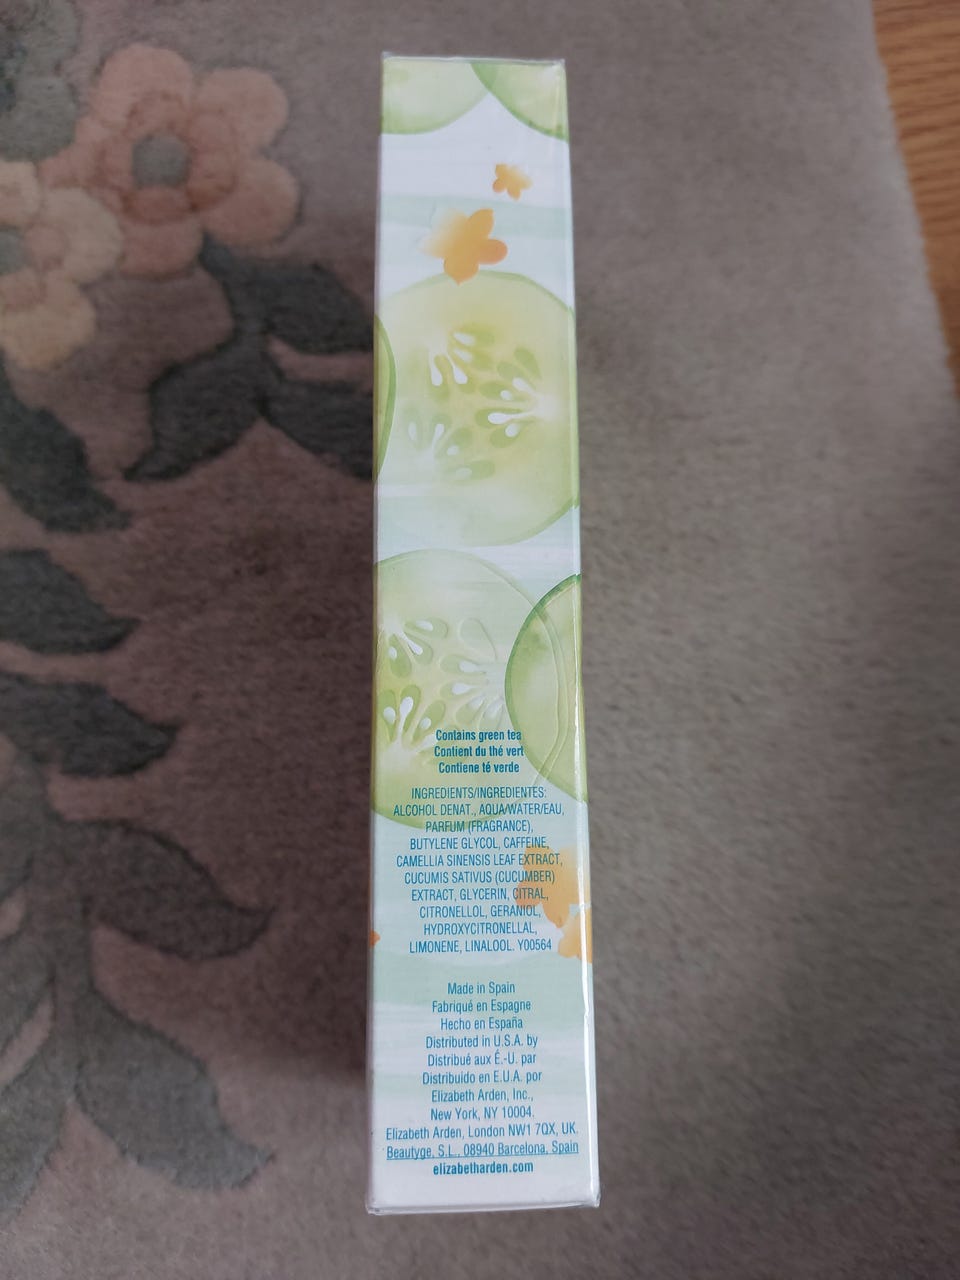 Contains green tea
Contient du thé vert
Contiene té verde
INGREDIENTS/INGREDIENTES:
ALCOHOL DENAT., AQUA/WATER/EAU,
PARFUM (FRAGRANCE),
BUTYLENE GLYCOL, CAFFEINE,
CAMELLIA SINENSIS LEAF EXTRACT,
CUCUMIS SATIVUS (CUCUMBER)
EXTRACT, GLYCERIN, CITRAL,
CITRONELLOL, GERANIOL,
HYDROXYCITRONELLAL,
LIMONENE, LINALOOL. Y00564
Made in Spain
Fabriqué en Espagne
Hecho en España
Distributed in U.S.A. by
Distribué aux É.-U. par
Distribuido en E.U.A. por
Elizabeth Arden, Inc.,
New York, NY 10004.
Elizabeth Arden, London NW1 7QX, UK.
Beautyge, S.L., 08940 Barcelona, Spain
elizabetharden.com